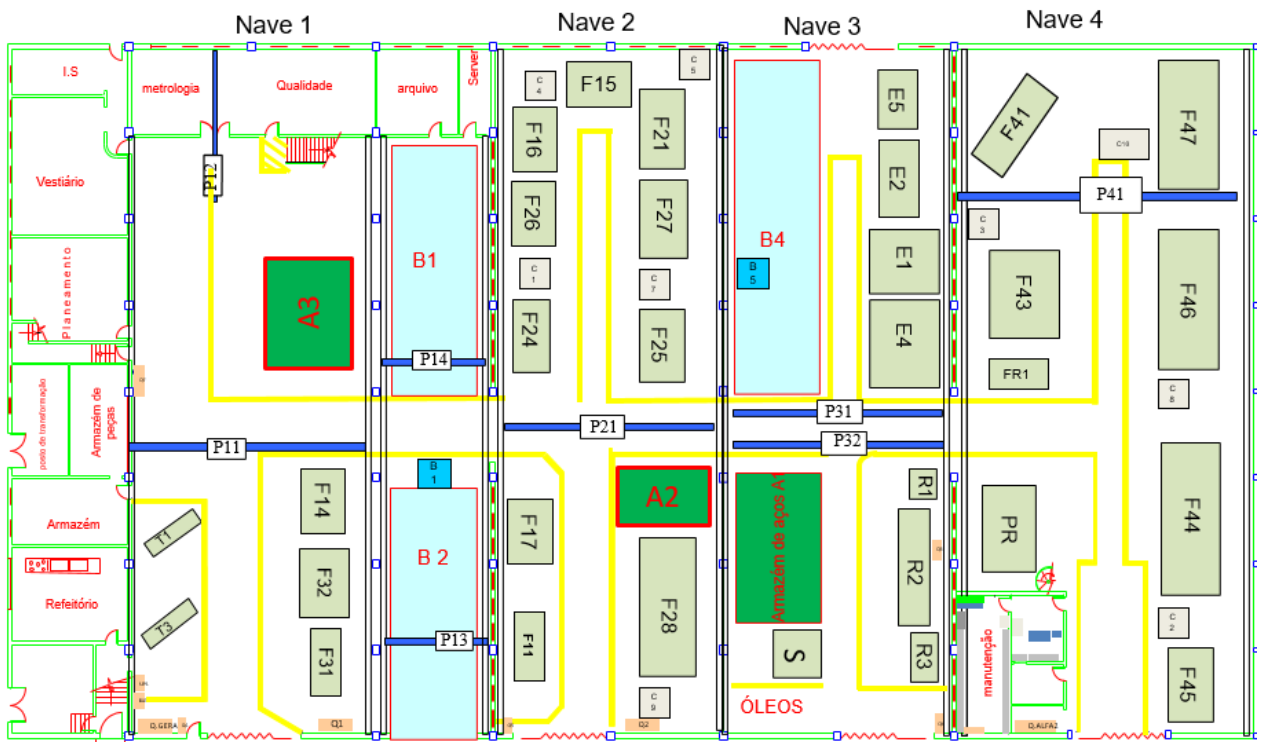 Nave 1
Nave 2
Nave 3
Nave 4
I.S
metrologia
Qualidade
arquivo
Server
Vestiário
Planeamento
posto de transformação
Armazém de
peças
Armazém
Refeitório
P12
A3
B1
P14
P11
B
1
B 2
P13
F14
F32
F31
T1
T3
Q.GERA
Q1
C
4
F15
C
5
F16
F21
F26
F27
C
1
C
7
F24
F25
P21
F17
A2
F11
F28
C
9
Q2
B4
B
5
E5
E2
E1
E4
P31
P32
Armazém de aços A1
S
ÓLEOS
R1
R2
R3
F41
C10
F47
P41
C
3
F43
F46
FR1
C
8
PR
F44
manutenção
C
2
F45
Q.ALFA2